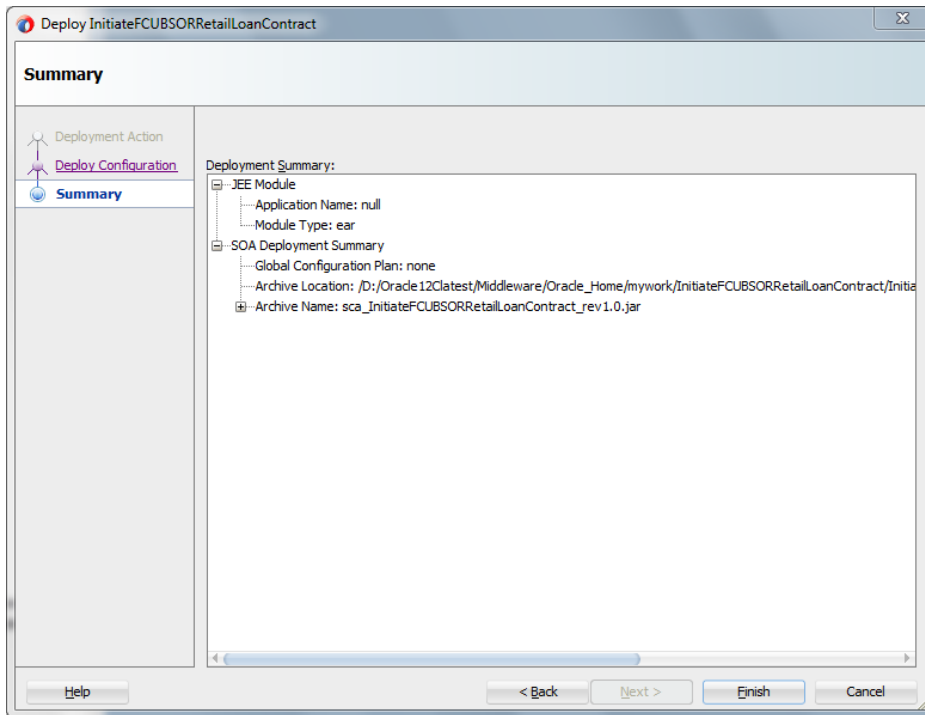 Deploy InitiateFCUBSORRetailLoanContract
Summary
Deployment Action
Deploy Configuration
Summary
Deployment Summary:
JEE Module
Application Name: null
Module Type: ear
SOA Deployment Summary
Global Configuration Plan: none
Archive Location: /D:/Oracle12Clatest/Middleware/Oracle_Home/mywork/InitiateFCUBSORRetailLoanContract/Initia
Archive Name: sca_InitiateFCUBSORRetailLoanContract_rev1.0.jar
Help
< Back
Next >
Finish
Cancel